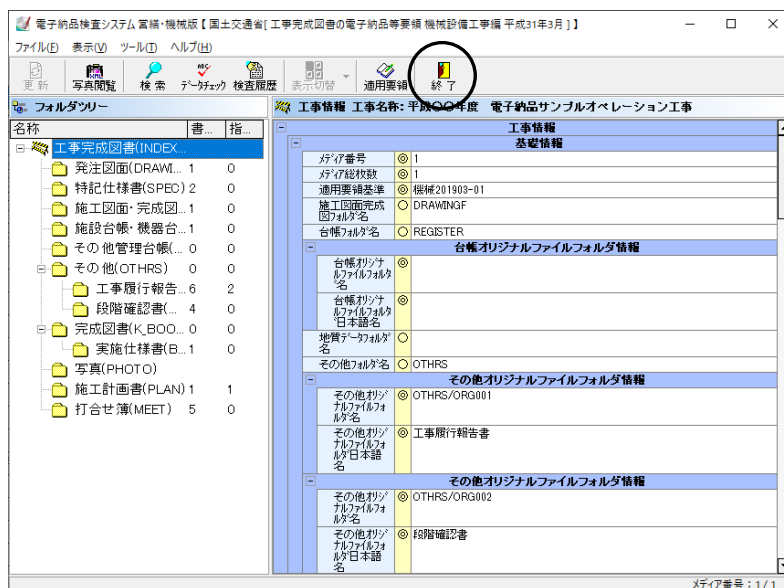 電子納品検査システム 営繕・機械版【 国土交通省[ 工事完成図書の電子納品等要領 機械設備工事編 平成31年3月 ] 】
ファイル(F) 表示(V) ツール(T) ヘルプ(H)
更 新 写真閲覧 検 索 データチェック 検査履歴 表示切替 適用要領 終 了
フォルダツリー
名称 書... 指...
工事完成図書(INDEX...
発注図面(DRAWI... 1 0
特記仕様書(SPEC) 2 0
施工図面・完成図... 1 0
施設台帳・機器台... 1 0
その他管理台帳(... 0 0
その他(OTHRS) 0 0
工事履行報告... 6 2
段階確認書(... 4 0
完成図書(K_BOO... 0 0
実施仕様書(B... 1 0
写真(PHOTO)
施工計画書(PLAN) 1 1
打合せ簿(MEET) 5 0
工事情報 工事名称: 平成○○年度 電子納品サンプルオペレーション工事
工事情報
基礎情報
メディア番号 ◎ 1
メディア総枚数 ◎ 1
適用要領基準 ◎ 機械201903-01
施工図面完成
図フォルダ名 ○ DRAWINGF
台帳フォルダ名 ○ REGISTER
台帳オリジナルファイルフォルダ情報
台帳オリジナ
ルファイルフォルダ
名 ◎
台帳オリジナ
ルファイルフォルダ
日本語名 ◎
地質データフォルダ
名 ○
その他フォルダ名 ○ OTHRS
その他オリジナルファイルフォルダ情報
その他オリジ
ナルファイルフォ
ルダ名 ◎ OTHRS/ORG001
その他オリジ
ナルファイルフォ
ルダ日本語
名 ◎ 工事履行報告書
その他オリジナルファイルフォルダ情報
その他オリジ
ナルファイルフォ
ルダ名 ◎ OTHRS/ORG002
その他オリジ
ナルファイルフォ
ルダ日本語
名 ◎ 段階確認書
メディア番号：1/1